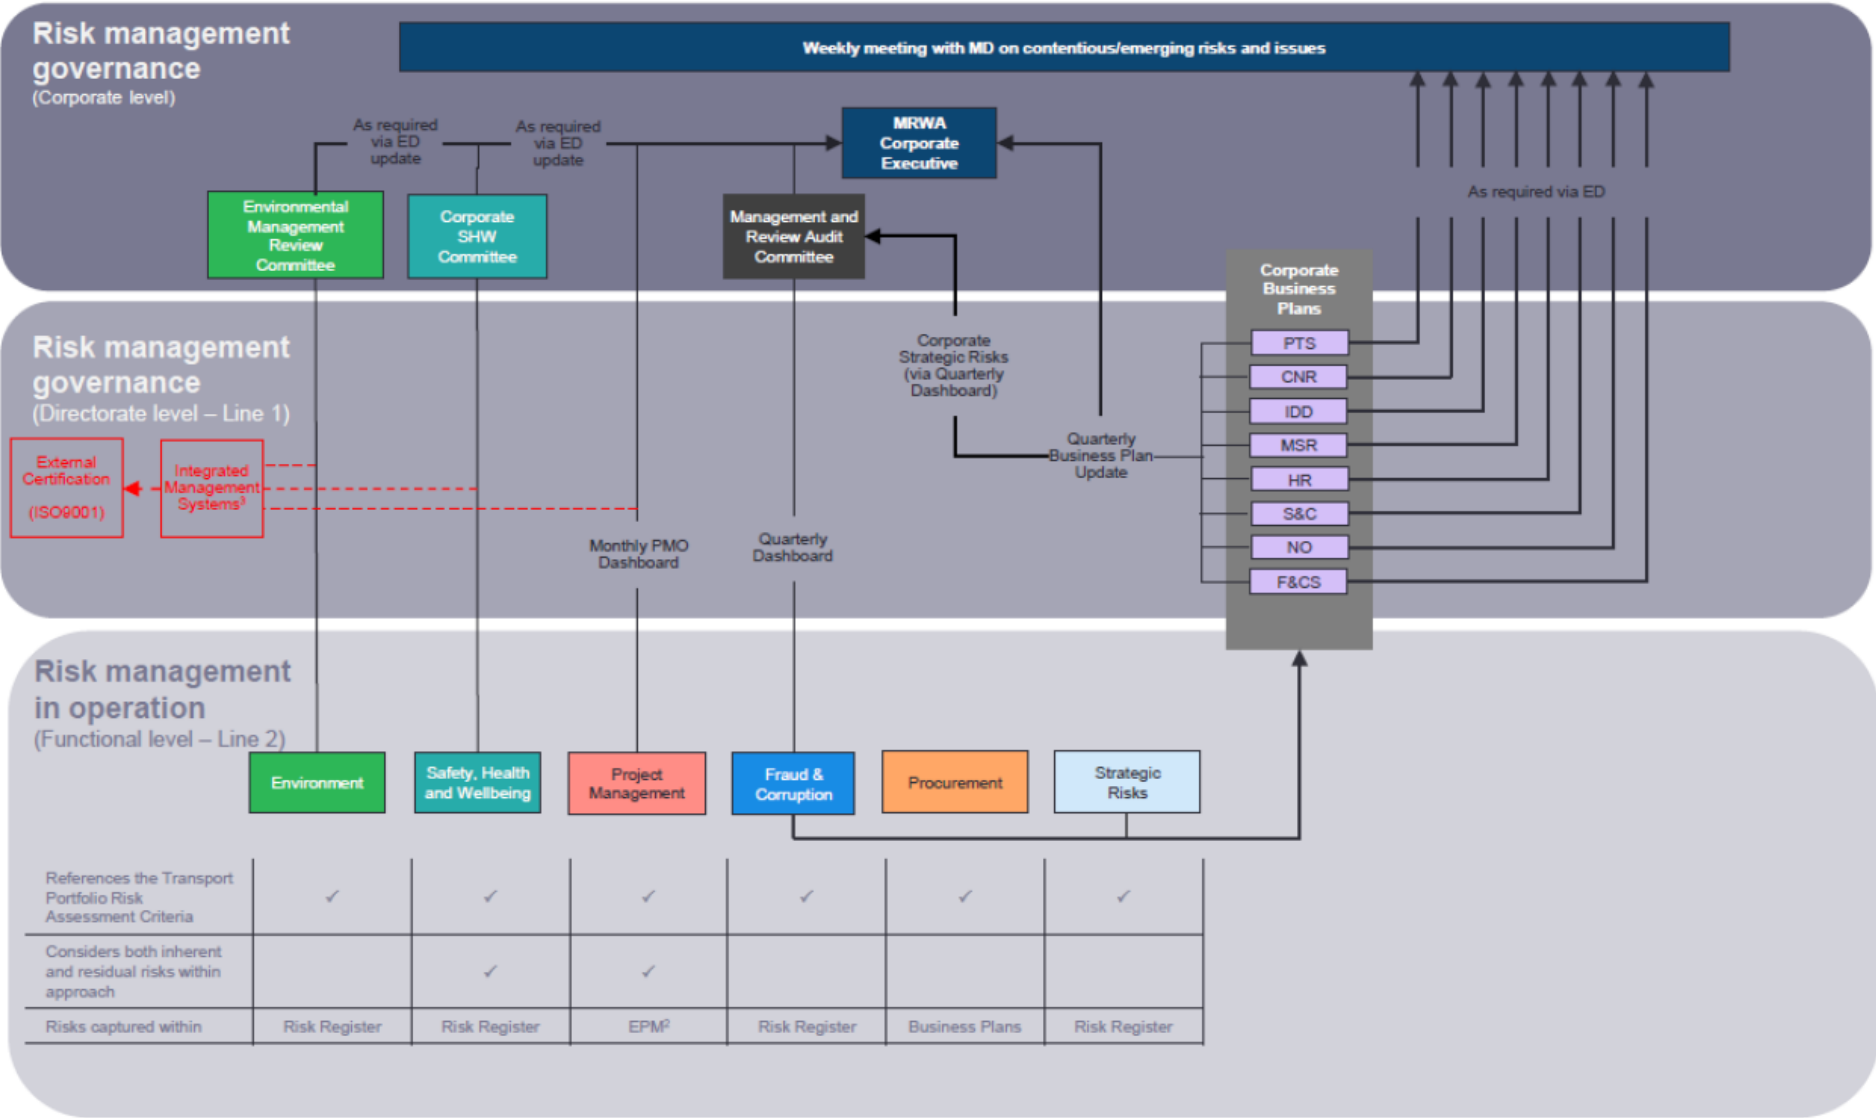 Risk management
governance
(Corporate level)
Weekly meeting with MD on contentious/emerging risks and issues
As required
via ED
update
As required
via ED
update
MRWA
Corporate
Executive
As required via ED
Environmental
Management
Review
Committee
Corporate
SHW
Committee
Management and
Review Audit
Committee
Corporate
Business
Plans
Risk management
governance
(Directorate level – Line 1)
Corporate
Strategic Risks
(via Quarterly
Dashboard)
PTS
CNR
IDD
MSR
HR
S&C
NO
F&CS
Quarterly
Business Plan
Update
External
Certification
(ISO9001)
Integrated
Management
Systems³
Monthly PMO
Dashboard
Quarterly
Dashboard
Risk management
in operation
(Functional level – Line 2)
Environment
Safety, Health
and Wellbeing
Project
Management
Fraud &
Corruption
Procurement
Strategic
Risks
References the Transport
Portfolio Risk
Assessment Criteria
✓ ✓ ✓ ✓ ✓ ✓
Considers both inherent
and residual risks within
approach
✓ ✓
Risks captured within Risk Register Risk Register EPM² Risk Register Business Plans Risk Register